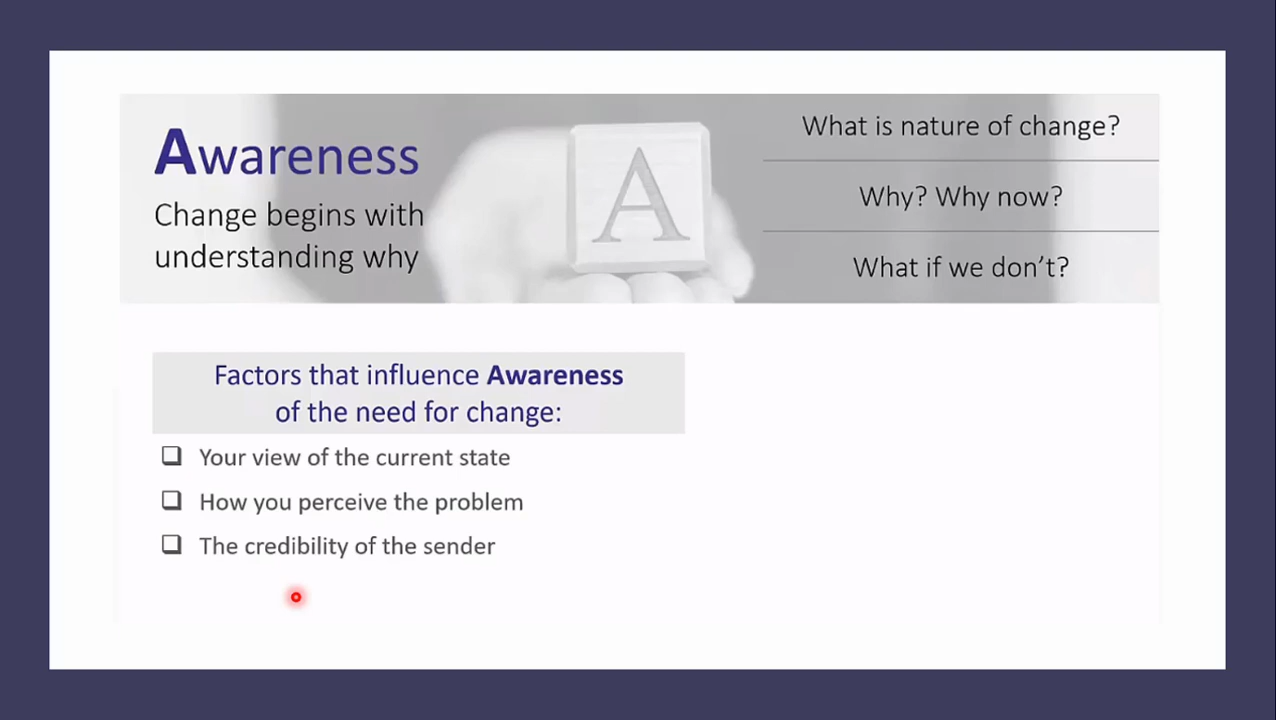 Awareness
Change begins with
understanding why
A
What is nature of change?
Why? Why now?
What if we don't?
Factors that influence Awareness
of the need for change:
Your view of the current state
How you perceive the problem
The credibility of the sender